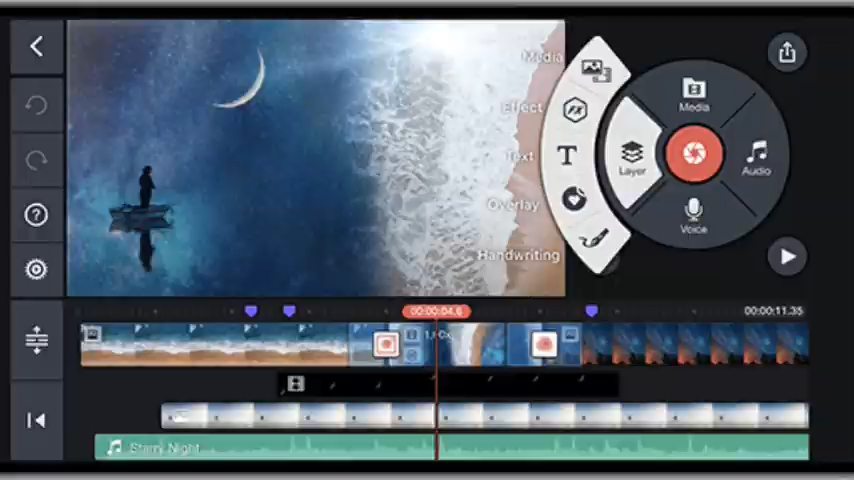 Media
Effect
Text
Overlay
Handwriting
Media
Layer
Audio
Voice
00:00:04.6
00:00:11.35
Starry Night